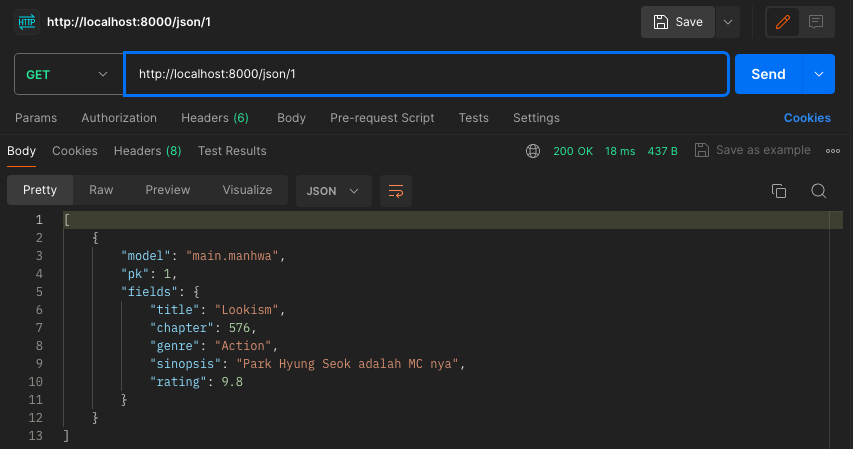 HTTP http://localhost:8000/json/1 Save
GET http://localhost:8000/json/1 Send
Params Authorization Headers (6) Body Pre-request Script Tests Settings Cookies
Body Cookies Headers (8) Test Results 200 OK 18 ms 437 B Save as example
Pretty Raw Preview Visualize JSON
1 [
2 {
3 "model": "main.manhwa",
4 "pk": 1,
5 "fields": {
6 "title": "Lookism",
7 "chapter": 576,
8 "genre": "Action",
9 "sinopsis": "Park Hyung Seok adalah MC nya",
10 "rating": 9.8
11 }
12 }
13 ]